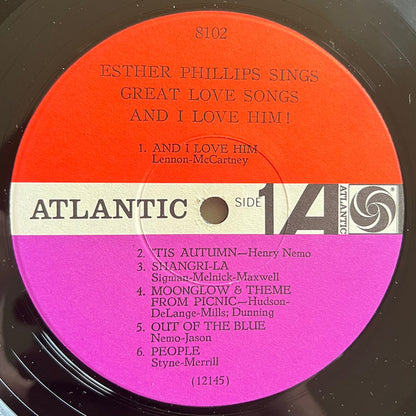 8102
ESTHER PHILLIPS SINGS
GREAT LOVE SONGS
AND I LOVE HIM!
1. AND I LOVE HIM
Lennon-McCartney
ATLANTIC SIDE 1 A ATLANTIC
2. 'TIS AUTUMN—Henry Nemo
3. SHANGRI-LA
Sigman-Melnick-Maxwell
4. MOONGLOW & THEME
FROM PICNIC—Hudson-
DeLange-Mills; Dunning
5. OUT OF THE BLUE
Nemo-Jason
6. PEOPLE
Styne-Merrill
(12145)